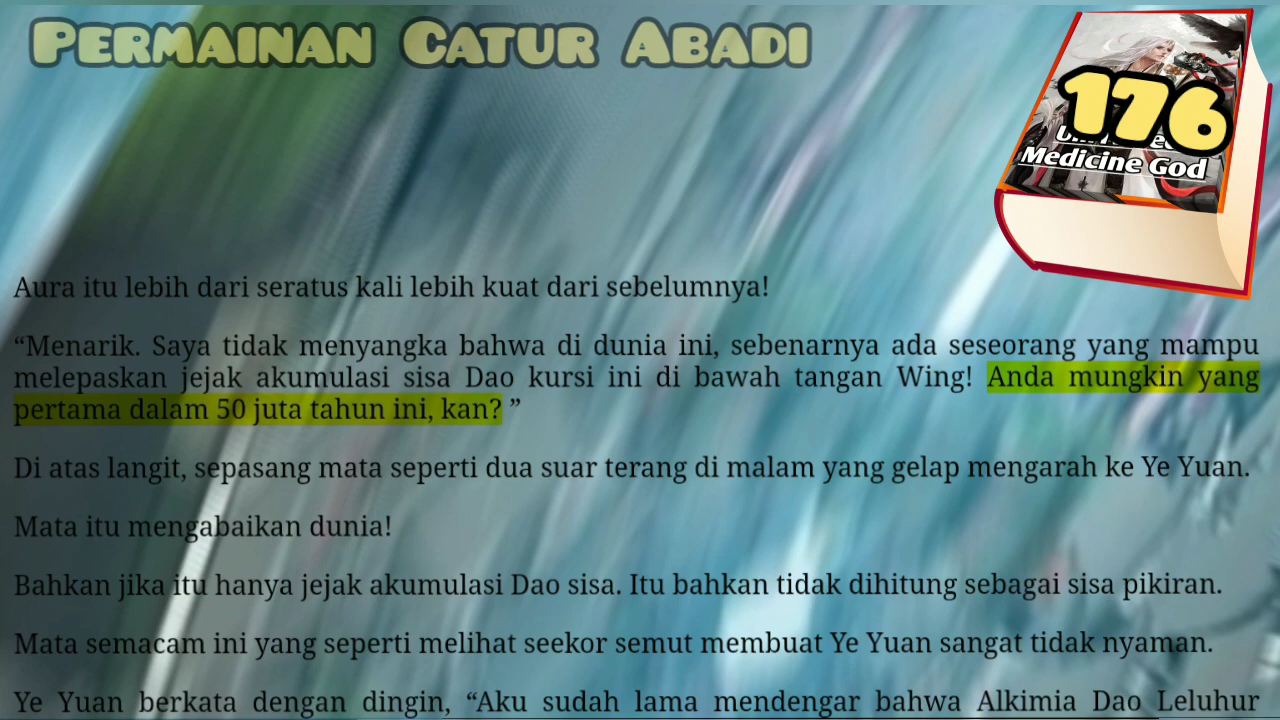 Permainan Catur Abadi
176
Medicine God
Aura itu lebih dari seratus kali lebih kuat dari sebelumnya!
“Menarik. Saya tidak menyangka bahwa di dunia ini, sebenarnya ada seseorang yang mampu
melepaskan jejak akumulasi sisa Dao kursi ini di bawah tangan Wing! Anda mungkin yang
pertama dalam 50 juta tahun ini, kan? ”
Di atas langit, sepasang mata seperti dua suar terang di malam yang gelap mengarah ke Ye Yuan.
Mata itu mengabaikan dunia!
Bahkan jika itu hanya jejak akumulasi Dao sisa. Itu bahkan tidak dihitung sebagai sisa pikiran.
Mata semacam ini yang seperti melihat seekor semut membuat Ye Yuan sangat tidak nyaman.
Ye Yuan berkata dengan dingin, “Aku sudah lama mendengar bahwa Alkimia Dao Leluhur